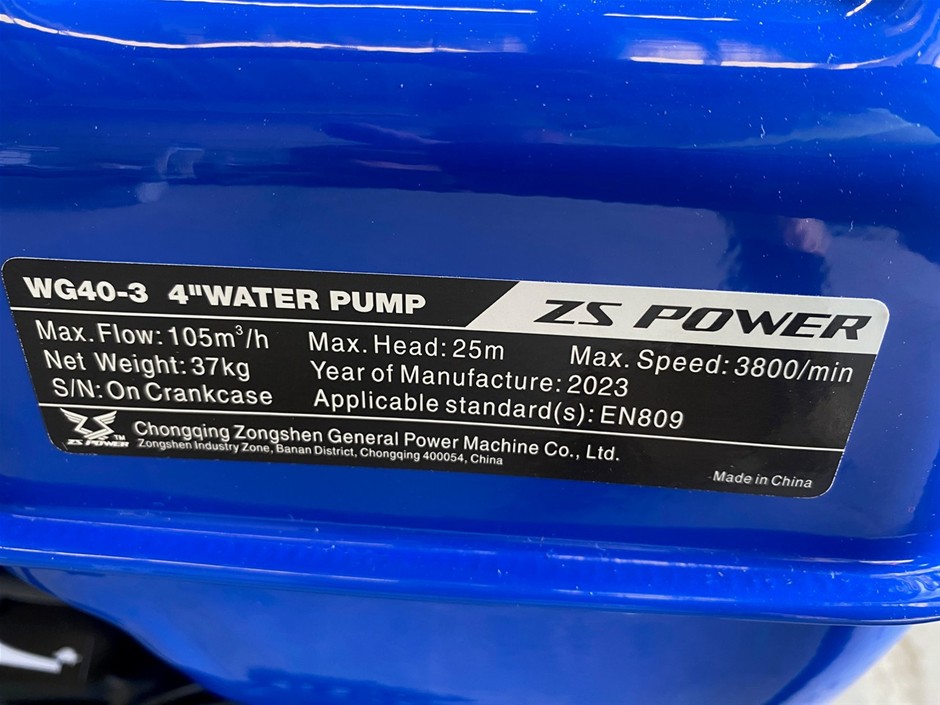 WG40-3 4"WATER PUMP ZS POWER
Max. Flow: 105m³/h Max. Head: 25m Max. Speed: 3800/min
Net Weight: 37kg Year of Manufacture: 2023
S/N: On Crankcase Applicable standard(s): EN809
ZS POWER TM Chongqing Zongshen General Power Machine Co., Ltd.
Zongshen Industry Zone, Banan District, Chongqing 400054, China
Made in China